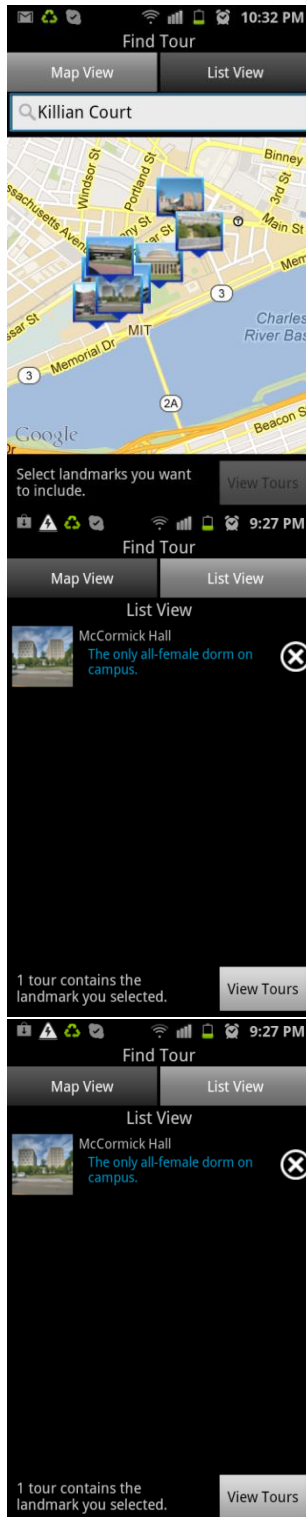 10:32 PM
Find Tour
Map View
List View
Killian Court
Windsor St
Portland St
Binney
3rd St
Main St
3
MIT
Memorial Dr
3
2A
Charles
River Bas
Beacon S
Google
Dr
Select landmarks you want
to include.
View Tours
9:27 PM
Find Tour
Map View
List View
List View
McCormick Hall
The only all-female dorm on
campus.
1 tour contains the
landmark you selected.
View Tours
9:27 PM
Find Tour
Map View
List View
List View
McCormick Hall
The only all-female dorm on
campus.
1 tour contains the
landmark you selected.
View Tours